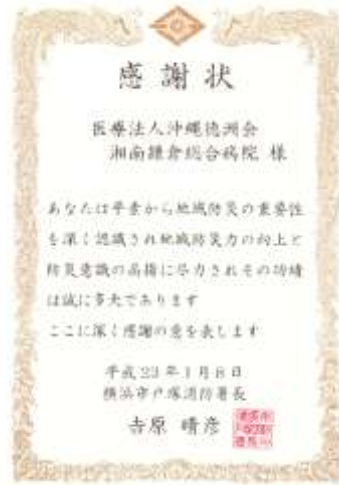 感謝状
医療法人沖縄徳洲会
湘南鎌倉総合病院 様
あなたは平素から地域防災の重要性
を深く認識され地域防災力の向上と
防災意識の高揚に尽力されその功績
は誠に多大であります
ここに深く感謝の意を表します
平成23年1月8日
横浜市戸塚消防署長
吉原 晴彦